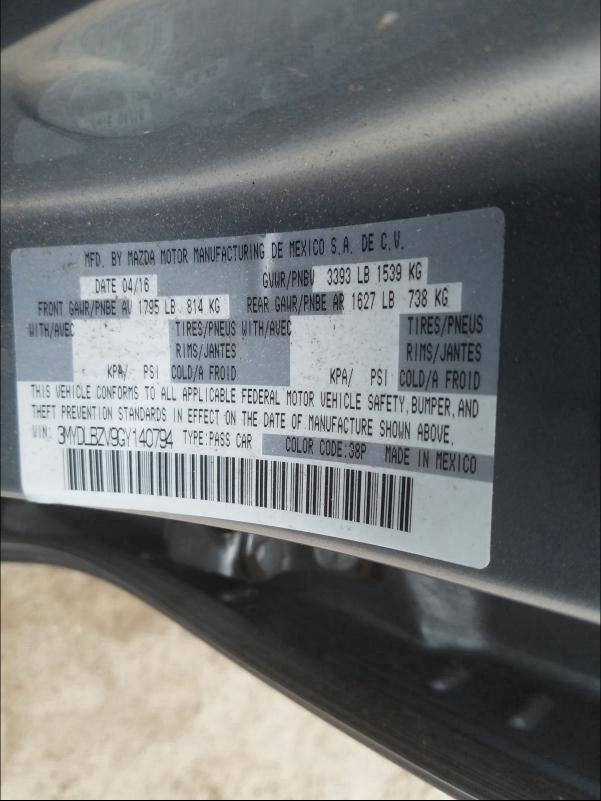 MFD. BY MAZDA MOTOR MANUFACTURING DE MEXICO S.A. DE C.V.
DATE 04/16 GVWR/PNBV 3393 LB 1539 KG
FRONT GAWR/PNBE AV 1795 LB 814 KG REAR GAWR/PNBE AR 1627 LB 738 KG
WITH/AVEC TIRES/PNEUS WITH/AVEC TIRES/PNEUS
RIMS/JANTES RIMS/JANTES
KPA/ PSI COLD/A FROID KPA/ PSI COLD/A FROID
THIS VEHICLE CONFORMS TO ALL APPLICABLE FEDERAL MOTOR VEHICLE SAFETY, BUMPER, AND
THEFT PREVENTION STANDARDS IN EFFECT ON THE DATE OF MANUFACTURE SHOWN ABOVE.
VIN: 3MVDLBZV9GY140794 TYPE:PASS CAR COLOR CODE:38P MADE IN MEXICO